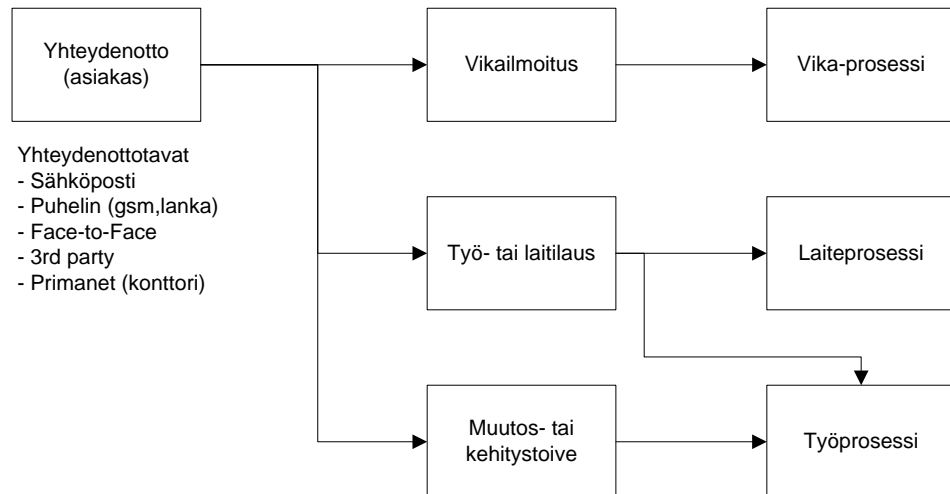 Yhteydenotto
(asiakas)
Vikailmoitus
Vika-prosessi
Yhteydenottotavat
- Sähköposti
- Puhelin (gsm,lanka)
- Face-to-Face
- 3rd party
- Primanet (konttori)
Työ- tai laitilaus
Laiteprosessi
Muutos- tai
kehitystoive
Työprosessi